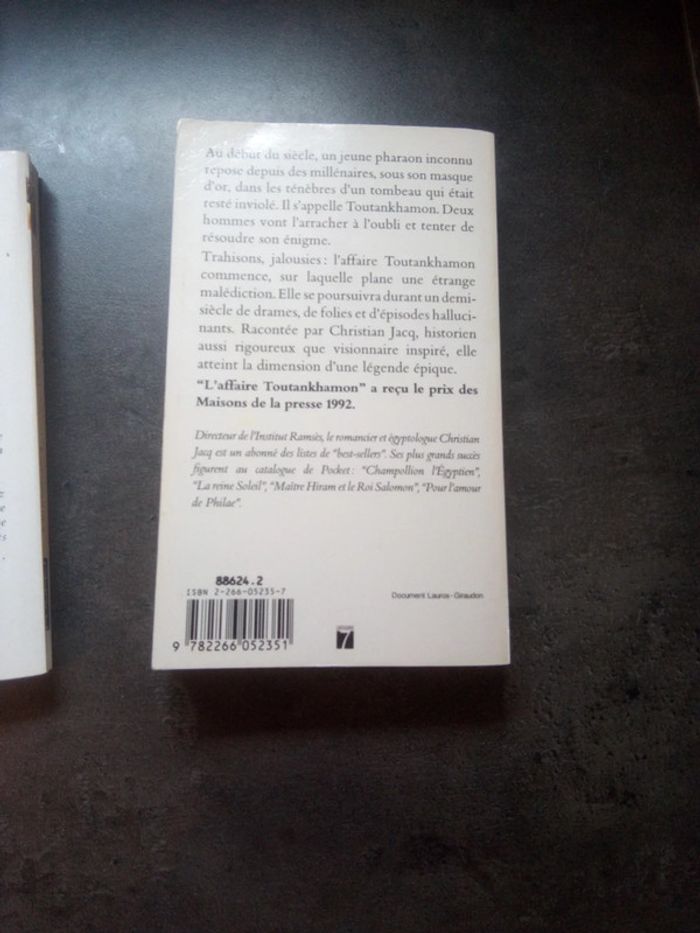 Au début du siècle, un jeune pharaon inconnu
repose depuis des millénaires, sous son masque
d'or, dans les ténèbres d'un tombeau qui était
resté inviolé. Il s'appelle Toutankhamon. Deux
hommes vont l'arracher à l'oubli et tenter de
résoudre son énigme.
Trahisons, jalousies : l'affaire Toutankhamon
commence, sur laquelle plane une étrange
malédiction. Elle se poursuivra durant un demi-
siècle de drames, de folies et d'épisodes halluci-
nants. Racontée par Christian Jacq, historien
aussi rigoureux que visionnaire inspiré, elle
atteint la dimension d'une légende épique.
"L'affaire Toutankhamon" a reçu le prix des
Maisons de la presse 1992.
Directeur de l'Institut Ramsès, le romancier et égyptologue Christian
Jacq est un abonné des listes de "best-sellers". Ses plus grands succès
figurent au catalogue de Pocket : "Champollion l'Égyptien",
"La reine Soleil", "Maître Hiram et le Roi Salomon", "Pour l'amour
de Philae".
88624.2
ISBN 2-266-05235-7
9 782266 052351
7
Document Lauros - Giraudon